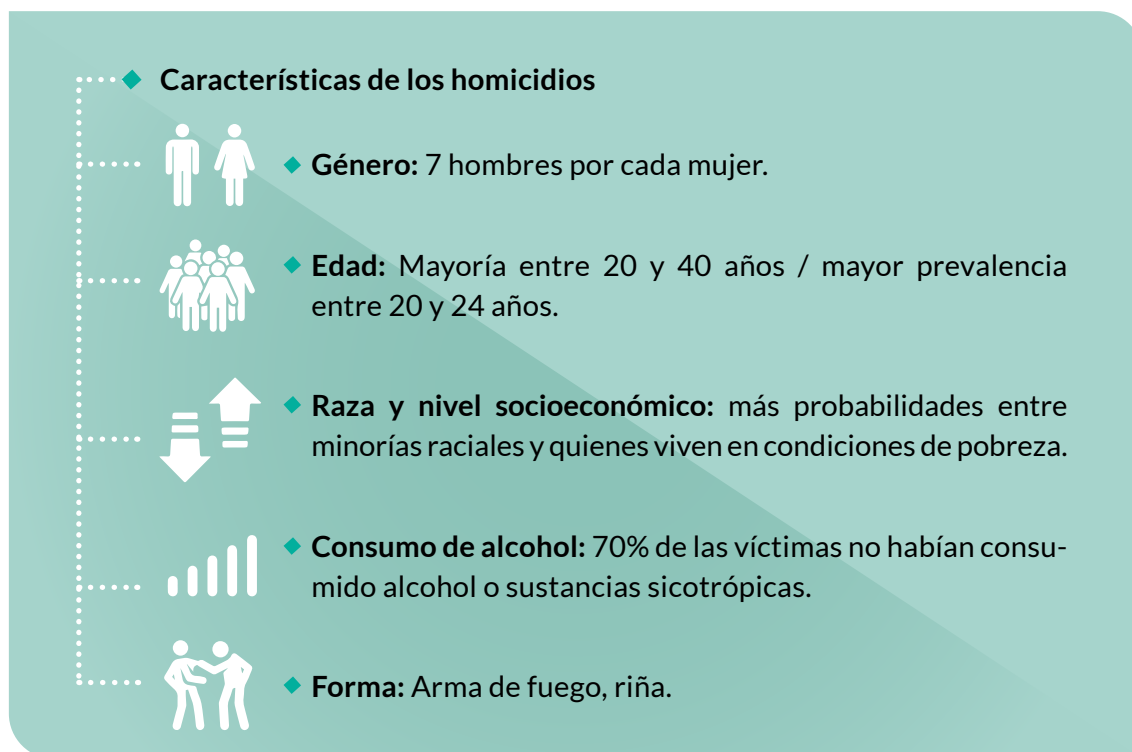 Características de los homicidios
Género: 7 hombres por cada mujer.
Edad: Mayoría entre 20 y 40 años / mayor prevalencia
entre 20 y 24 años.
Raza y nivel socioeconómico: más probabilidades entre
minorías raciales y quienes viven en condiciones de pobreza.
Consumo de alcohol: 70% de las víctimas no habían consu-
mido alcohol o sustancias sicotrópicas.
Forma: Arma de fuego, riña.